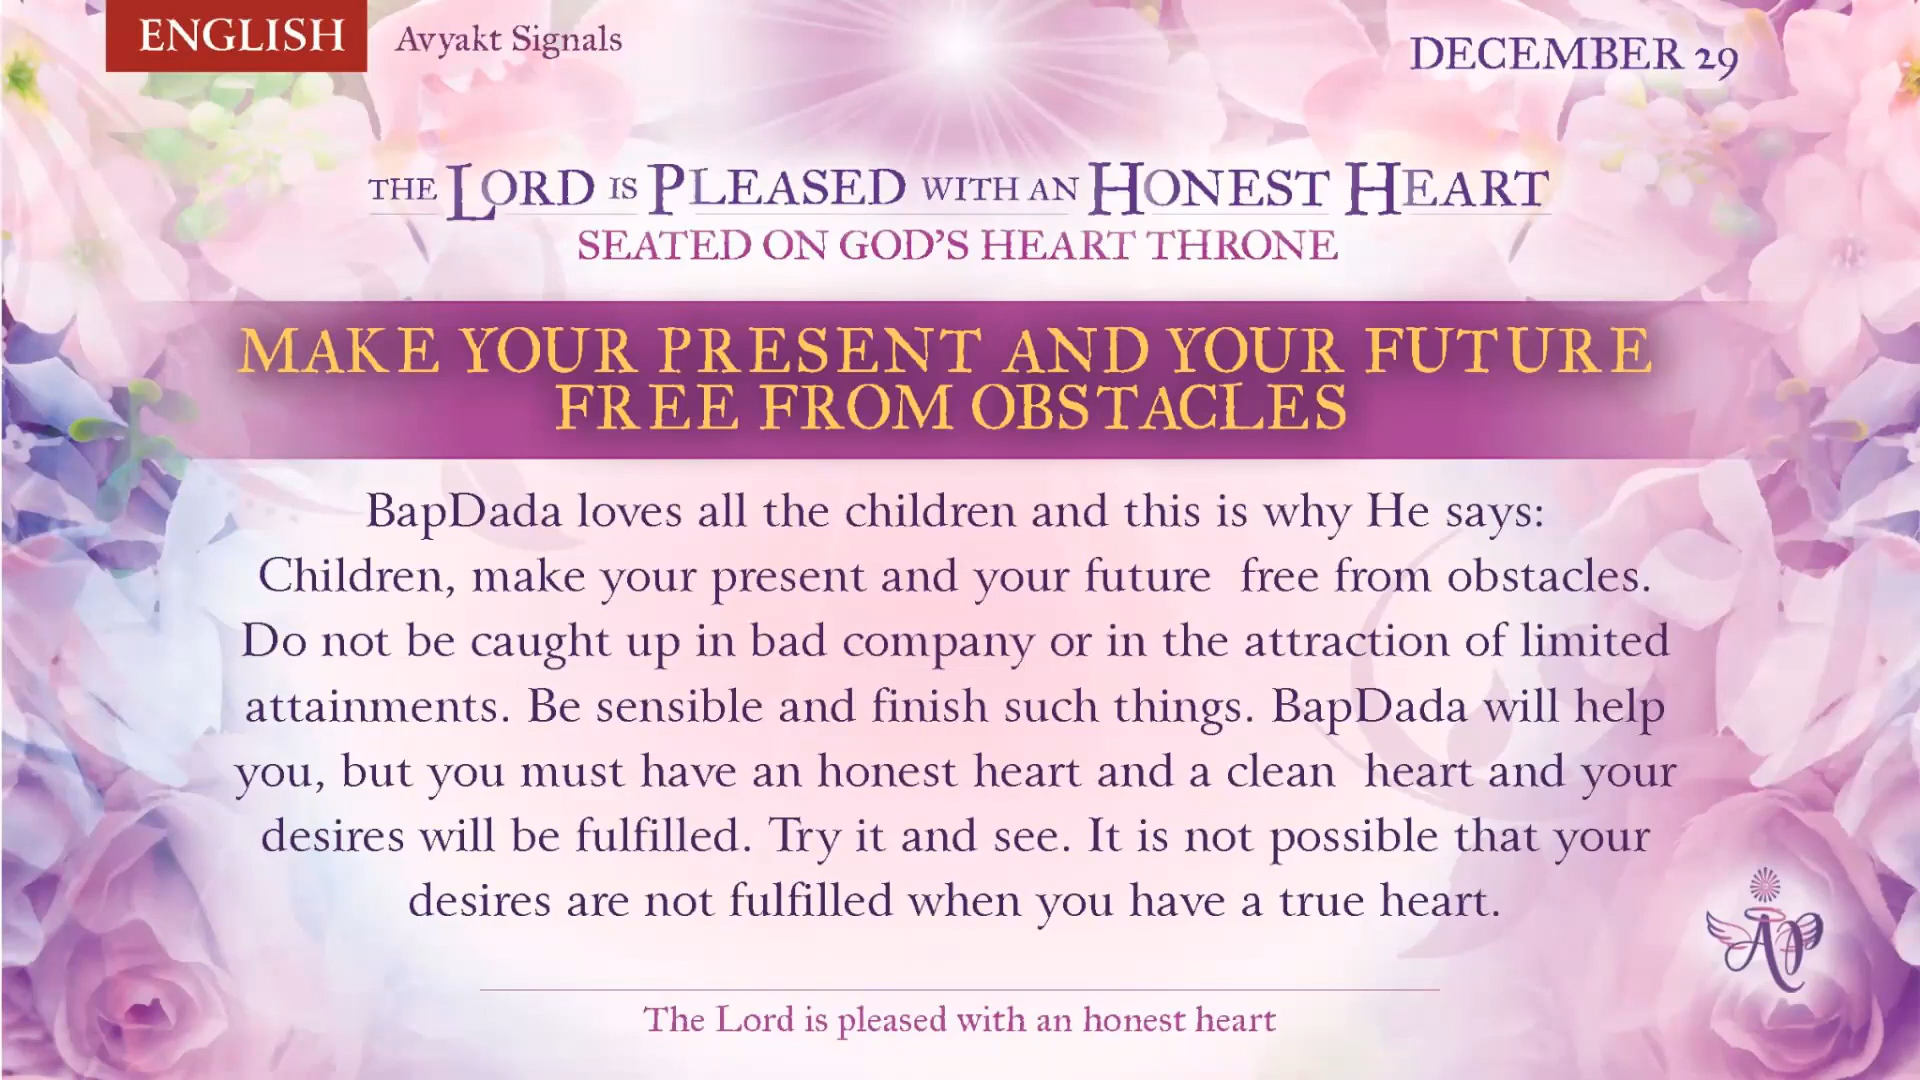 ENGLISH
Avyakt Signals
DECEMBER 29
THE LORD IS PLEASED WITH AN HONEST HEART
SEATED ON GOD'S HEART THRONE
MAKE YOUR PRESENT AND YOUR FUTURE
FREE FROM OBSTACLES
BapDada loves all the children and this is why He says:
Children, make your present and your future free from obstacles.
Do not be caught up in bad company or in the attraction of limited
attainments. Be sensible and finish such things. BapDada will help
you, but you must have an honest heart and a clean heart and your
desires will be fulfilled. Try it and see. It is not possible that your
desires are not fulfilled when you have a true heart.
AP
The Lord is pleased with an honest heart